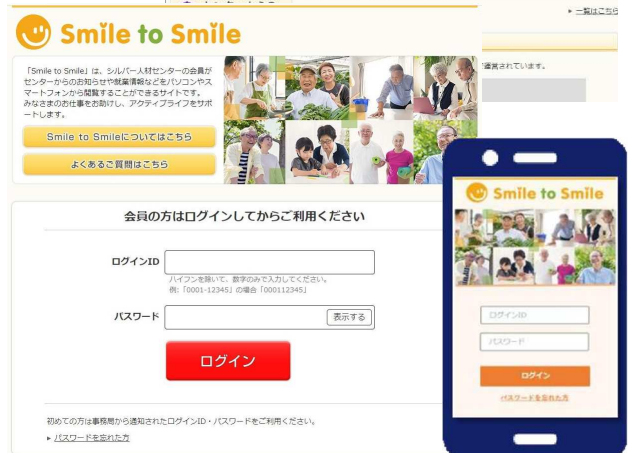 一覧はこちら
Smile to Smile
「Smile to Smile」は、シルバー人材センターの会員が
センターからのお知らせや就業情報などをパソコンやス
マートフォンから閲覧することができるサイトです。
みなさまのお仕事をお助けし、アクティブライフをサポ
ートします。
Smile to Smileについてはこちら
よくあるご質問はこちら
運営されています。
会員の方はログインしてからご利用ください
ログインID
ハイフンを除いて、数字のみで入力してください。
例:「0001-12345」の場合「000112345」
パスワード
表示する
ログイン
初めての方は事務局から通知されたログインID・パスワードをご利用ください。
パスワードを忘れた方
Smile to Smile
ログインID
パスワード
ログイン
パスワードを忘れた方